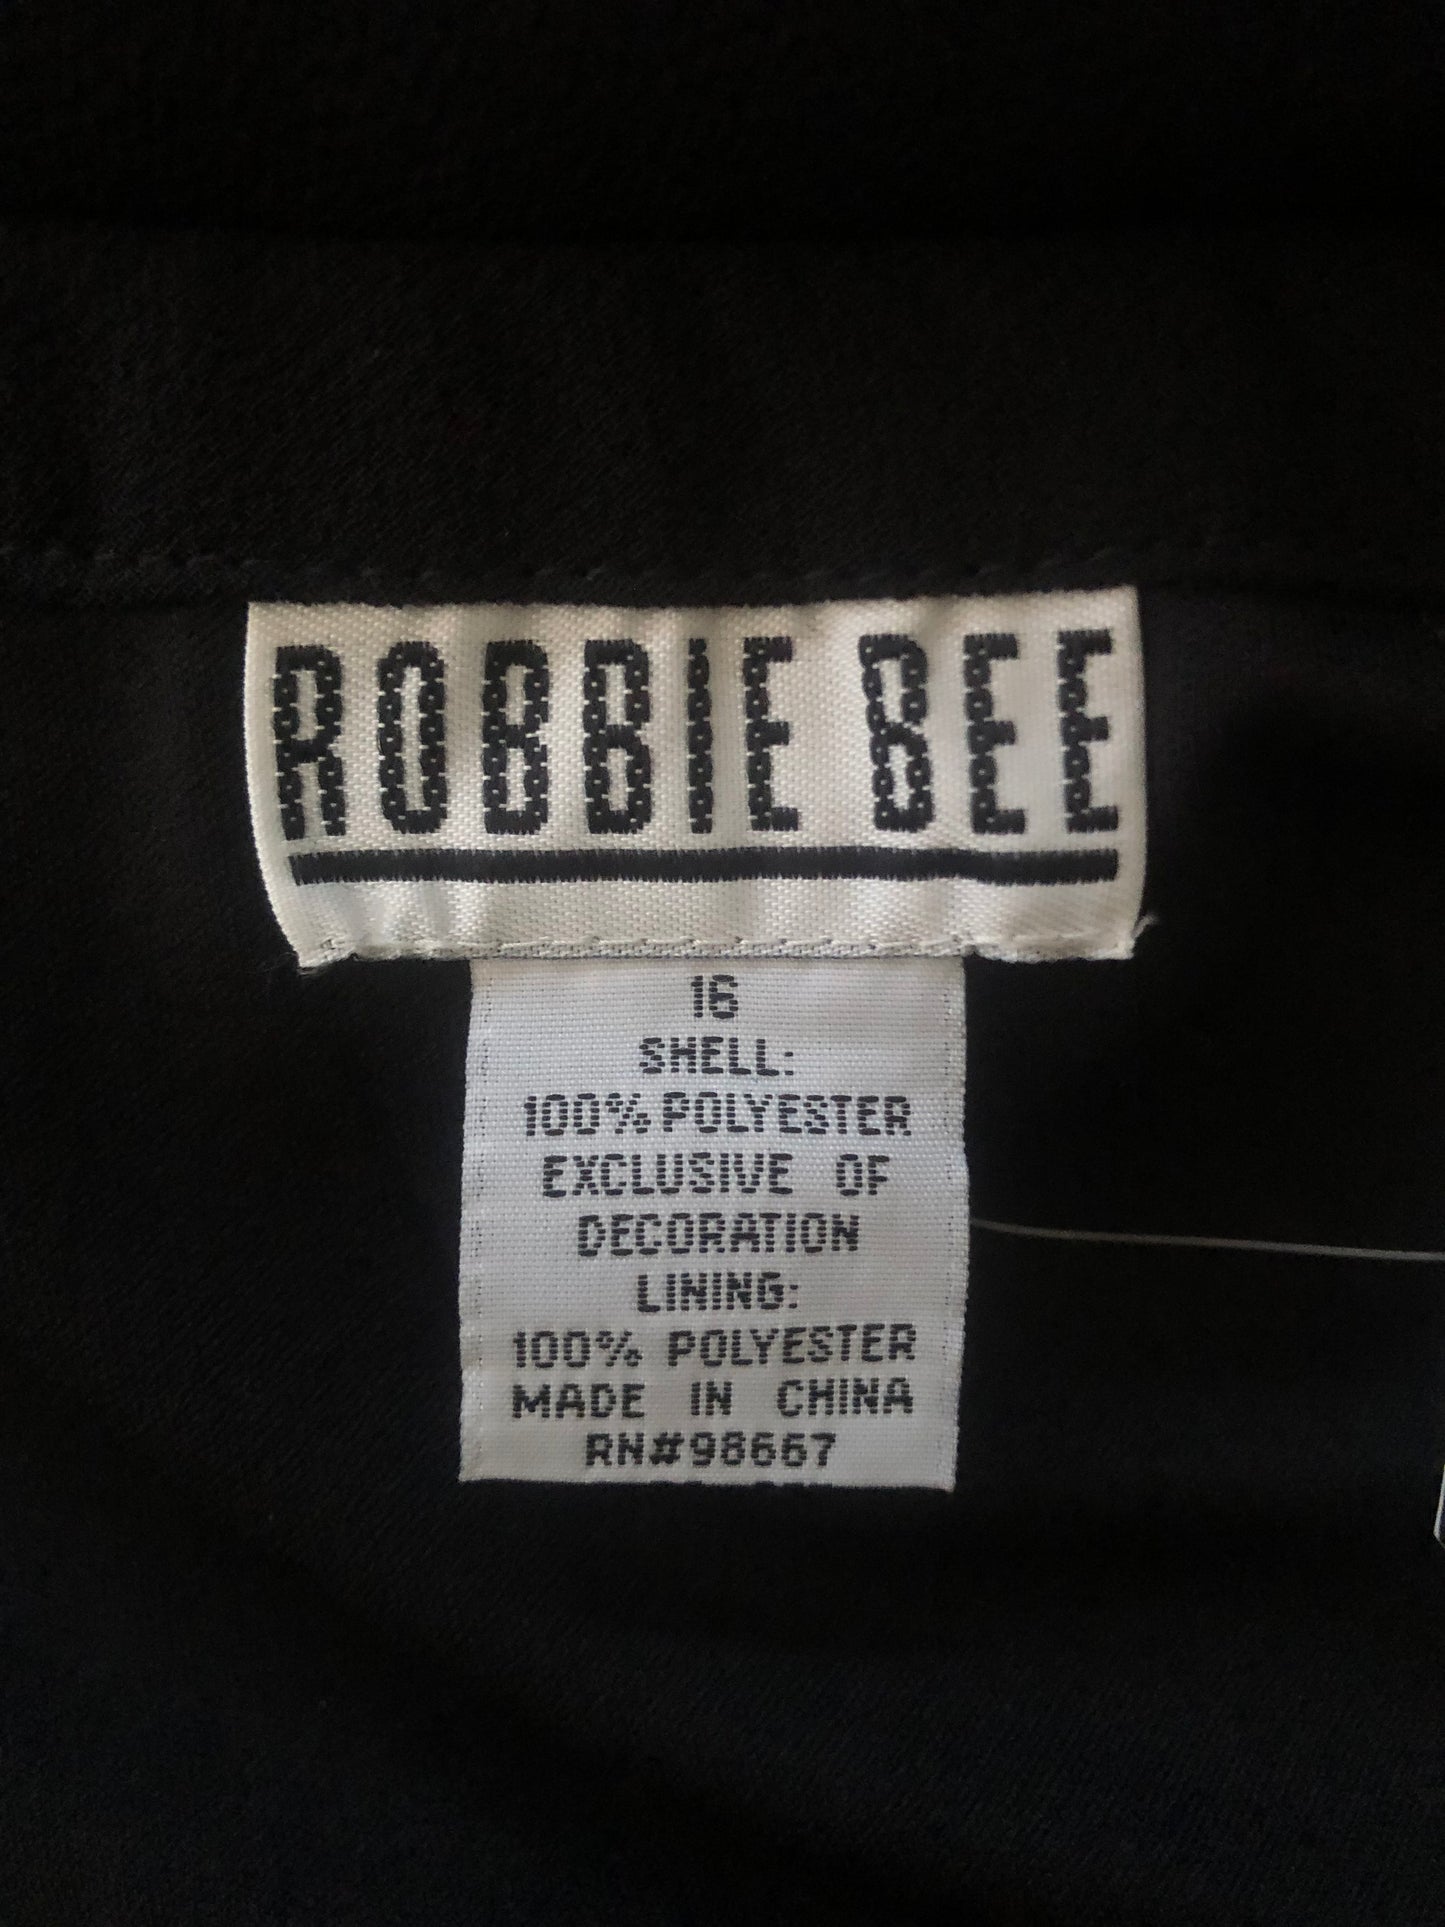 ROBBIE BEE
16
SHELL:
100% POLYESTER
EXCLUSIVE OF
DECORATION
LINING:
100% POLYESTER
MADE IN CHINA
RN#98667